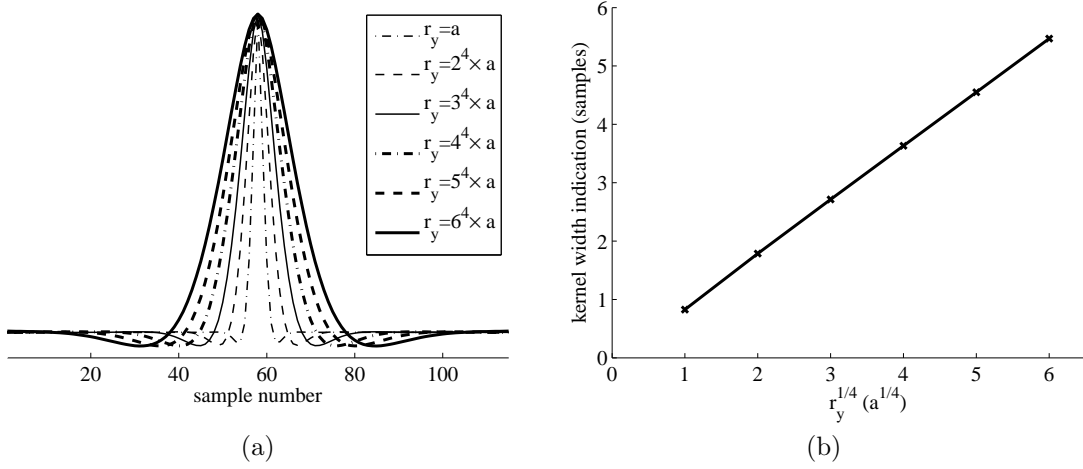 r_y=a
r_y=2^4 × a
r_y=3^4 × a
r_y=4^4 × a
r_y=5^4 × a
r_y=6^4 × a
20 40 60 80 100
sample number
(a)
kernel width indication (samples)
6
5
4
3
2
1
0
0 1 2 3 4 5 6
r_y^{1/4} (a^{1/4})
(b)